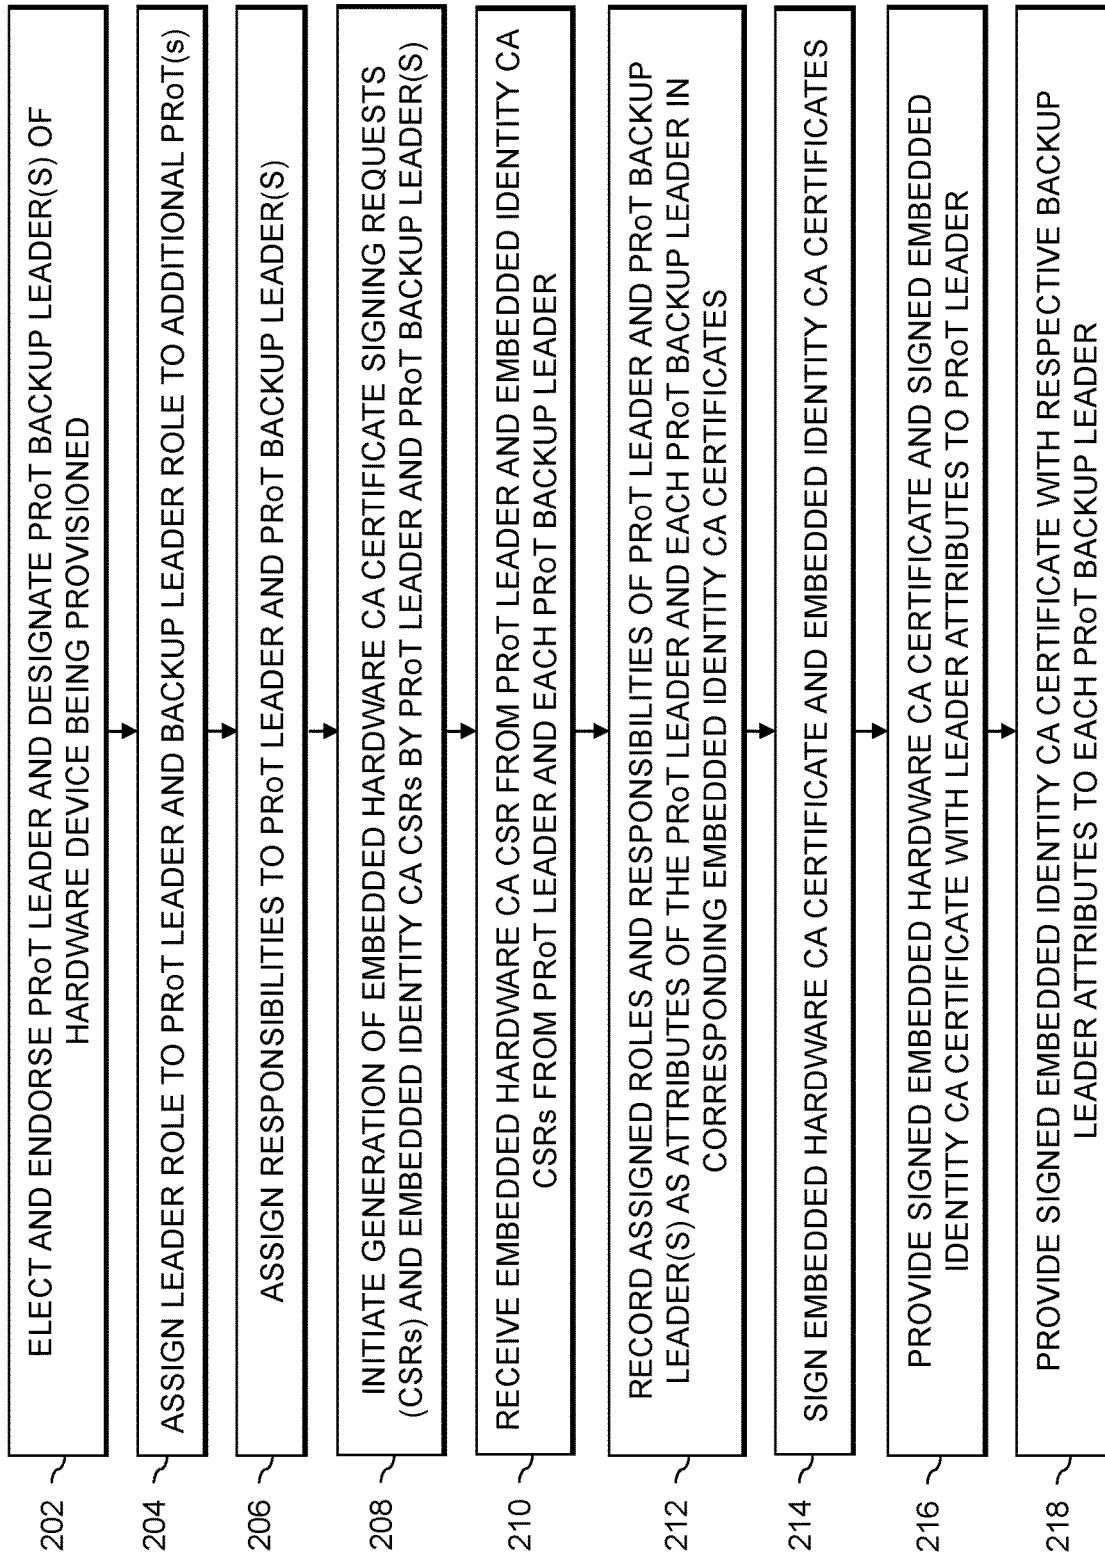 202
ELECT AND ENDORSE PRoT LEADER AND DESIGNATE PRoT BACKUP LEADER(S) OF
HARDWARE DEVICE BEING PROVISIONED
204
ASSIGN LEADER ROLE TO PRoT LEADER AND BACKUP LEADER ROLE TO ADDITIONAL PRoT(s)
206
ASSIGN RESPONSIBILITIES TO PRoT LEADER AND PRoT BACKUP LEADER(S)
208
INITIATE GENERATION OF EMBEDDED HARDWARE CA CERTIFICATE SIGNING REQUESTS
(CSRs) AND EMBEDDED IDENTITY CA CSRs BY PRoT LEADER AND PRoT BACKUP LEADER(S)
210
RECEIVE EMBEDDED HARDWARE CA CSR FROM PRoT LEADER AND EMBEDDED IDENTITY CA
CSRs FROM PRoT LEADER AND EACH PRoT BACKUP LEADER
212
RECORD ASSIGNED ROLES AND RESPONSIBILITIES OF PRoT LEADER AND PRoT BACKUP
LEADER(S) AS ATTRIBUTES OF THE PRoT LEADER AND EACH PRoT BACKUP LEADER IN
CORRESPONDING EMBEDDED IDENTITY CA CERTIFICATES
214
SIGN EMBEDDED HARDWARE CA CERTIFICATE AND EMBEDDED IDENTITY CA CERTIFICATES
216
PROVIDE SIGNED EMBEDDED HARDWARE CA CERTIFICATE AND SIGNED EMBEDDED
IDENTITY CA CERTIFICATE WITH LEADER ATTRIBUTES TO PRoT LEADER
218
PROVIDE SIGNED EMBEDDED IDENTITY CA CERTIFICATE WITH RESPECTIVE BACKUP
LEADER ATTRIBUTES TO EACH PRoT BACKUP LEADER